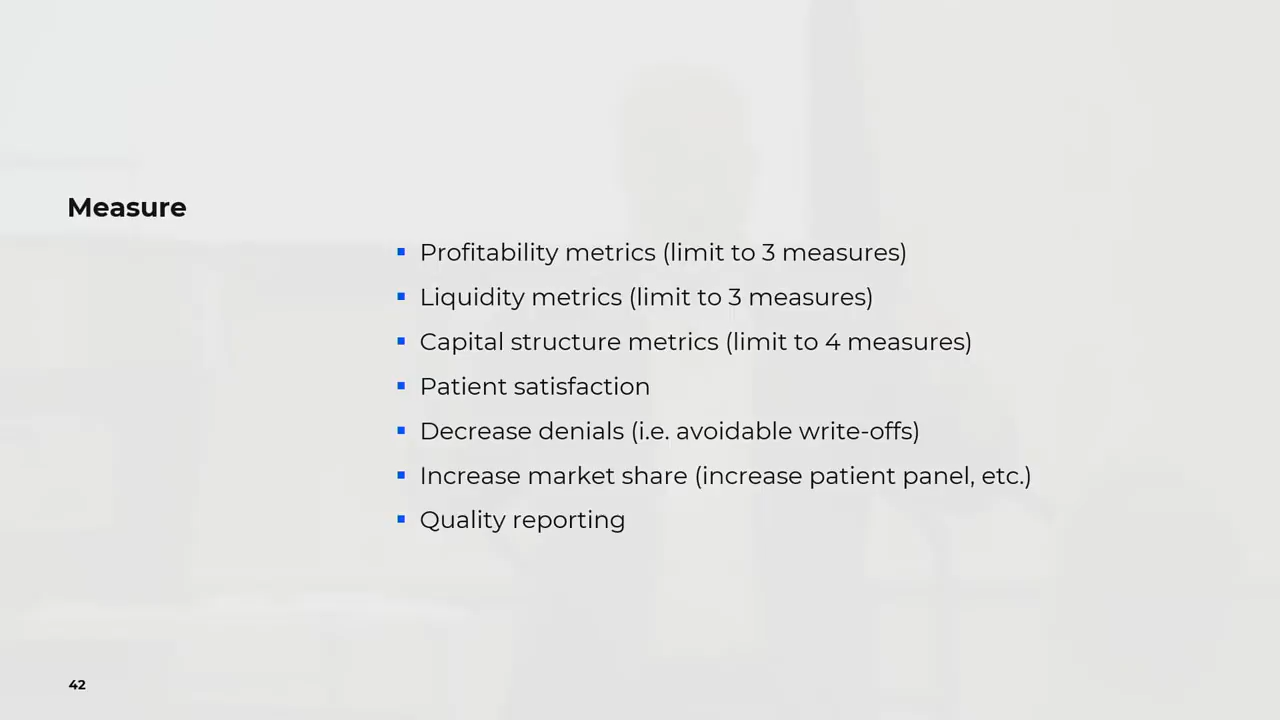 Measure
▪ Profitability metrics (limit to 3 measures)
▪ Liquidity metrics (limit to 3 measures)
▪ Capital structure metrics (limit to 4 measures)
▪ Patient satisfaction
▪ Decrease denials (i.e. avoidable write-offs)
▪ Increase market share (increase patient panel, etc.)
▪ Quality reporting
42